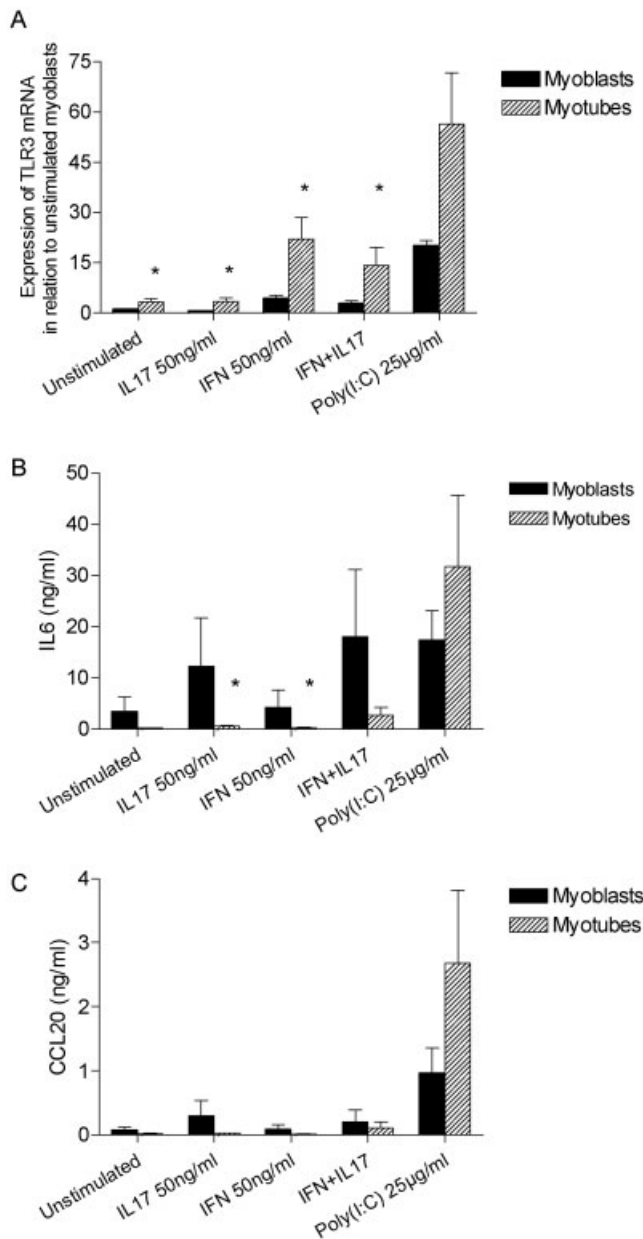 A
Expression of TLR3 mRNA
in relation to unstimulated myoblasts
75
60
45
30
15
0
* * * *
Myoblasts
Myotubes
Unstimulated
IL17 50ng/ml
IFN 50ng/ml
IFN+IL17
Poly(I:C) 25µg/ml
B
IL6 (ng/ml)
50
40
30
20
10
0
* *
Myoblasts
Myotubes
Unstimulated
IL17 50ng/ml
IFN 50ng/ml
IFN+IL17
Poly(I:C) 25µg/ml
C
CCL20 (ng/ml)
4
3
2
1
0
Myoblasts
Myotubes
Unstimulated
IL17 50ng/ml
IFN 50ng/ml
IFN+IL17
Poly(I:C) 25µg/ml